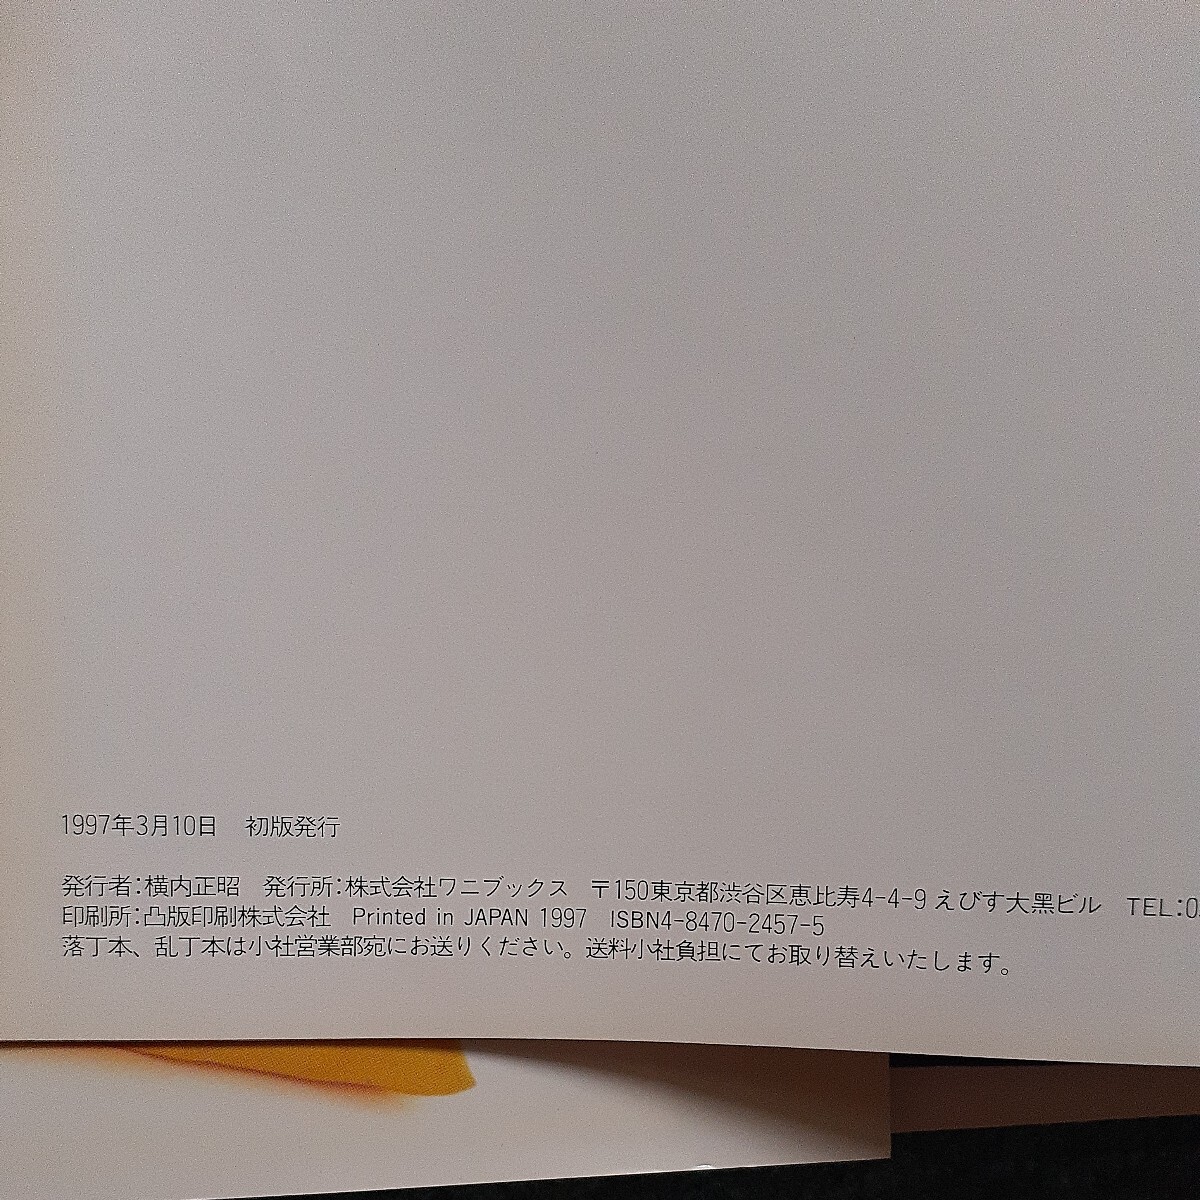 1997年3月10日　初版発行
発行者：横内正昭　発行所：株式会社ワニブックス　〒150東京都渋谷区恵比寿4-4-9 えびす大黑ビル　TEL：0
印刷所：凸版印刷株式会社　Printed in JAPAN 1997　ISBN4-8470-2457-5
落丁本、乱丁本は小社営業部宛にお送りください。送料小社負担にてお取り替えいたします。